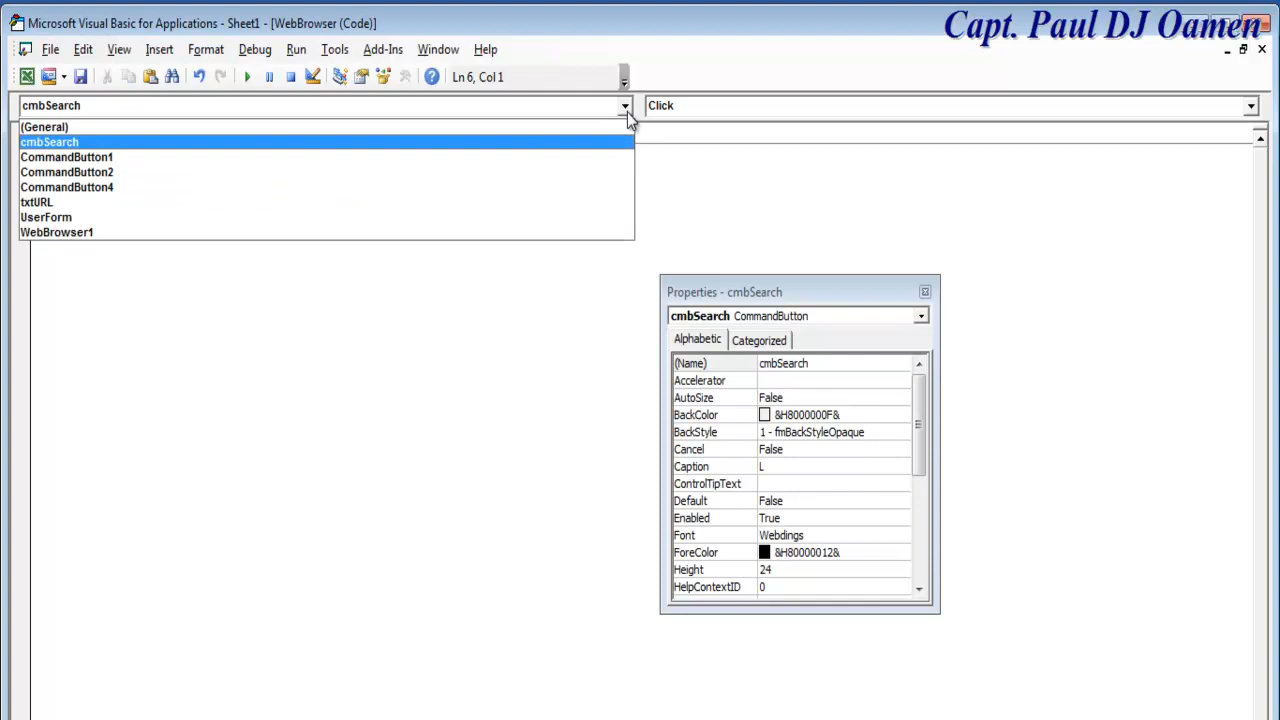 Microsoft Visual Basic for Applications - Sheet1 - [WebBrowser (Code)]
Capt. Paul DJ Oamen
File Edit View Insert Format Debug Run Tools Add-Ins Window Help
Ln 6, Col 1
cmbSearch
Click
(General)
cmbSearch
CommandButton1
CommandButton2
CommandButton4
txtURL
UserForm
WebBrowser1
Properties - cmbSearch
cmbSearch CommandButton
Alphabetic Categorized
(Name) cmbSearch
Accelerator
AutoSize False
BackColor &H8000000F&
BackStyle 1 - fmBackStyleOpaque
Cancel False
Caption L
ControlTipText
Default False
Enabled True
Font Webdings
ForeColor &H80000012&
Height 24
HelpContextID 0